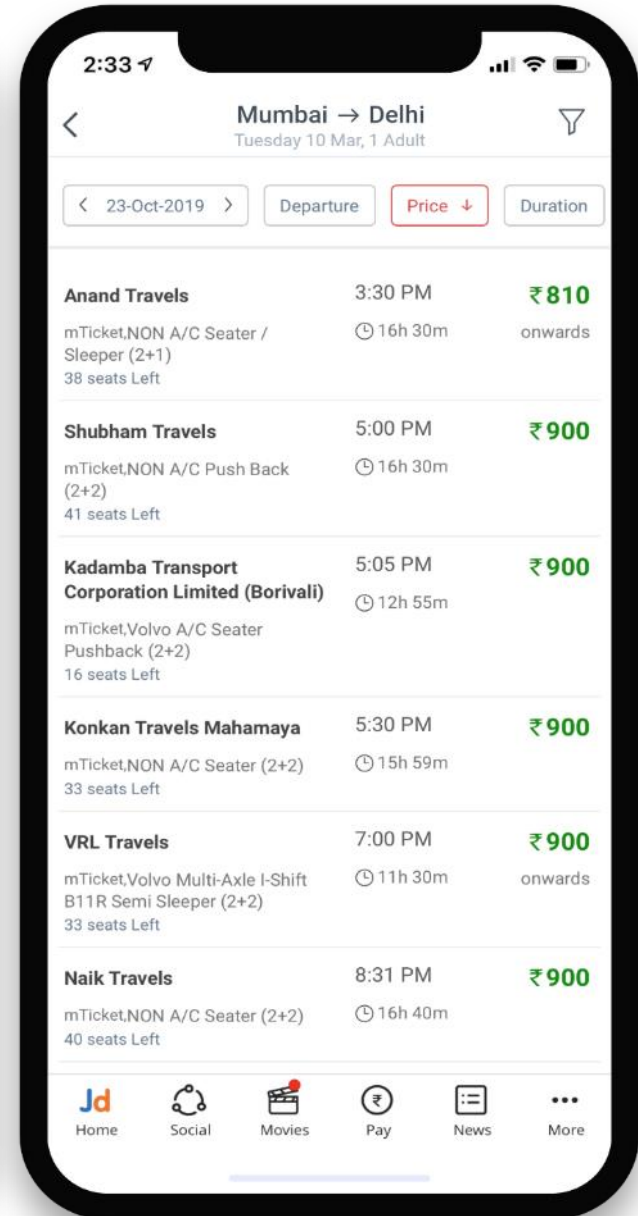 2:33
Mumbai → Delhi
Tuesday 10 Mar, 1 Adult
< 23-Oct-2019 > Departure Price ↓ Duration
Anand Travels 3:30 PM ₹810
mTicket,NON A/C Seater / 16h 30m onwards
Sleeper (2+1)
38 seats Left
Shubham Travels 5:00 PM ₹900
mTicket,NON A/C Push Back 16h 30m
(2+2)
41 seats Left
Kadamba Transport 5:05 PM ₹900
Corporation Limited (Borivali) 12h 55m
mTicket,Volvo A/C Seater
Pushback (2+2)
16 seats Left
Konkan Travels Mahamaya 5:30 PM ₹900
mTicket,NON A/C Seater (2+2) 15h 59m
33 seats Left
VRL Travels 7:00 PM ₹900
mTicket,Volvo Multi-Axle I-Shift 11h 30m onwards
B11R Semi Sleeper (2+2)
33 seats Left
Naik Travels 8:31 PM ₹900
mTicket,NON A/C Seater (2+2) 16h 40m
40 seats Left
Jd ₹
Home Social Movies Pay News More